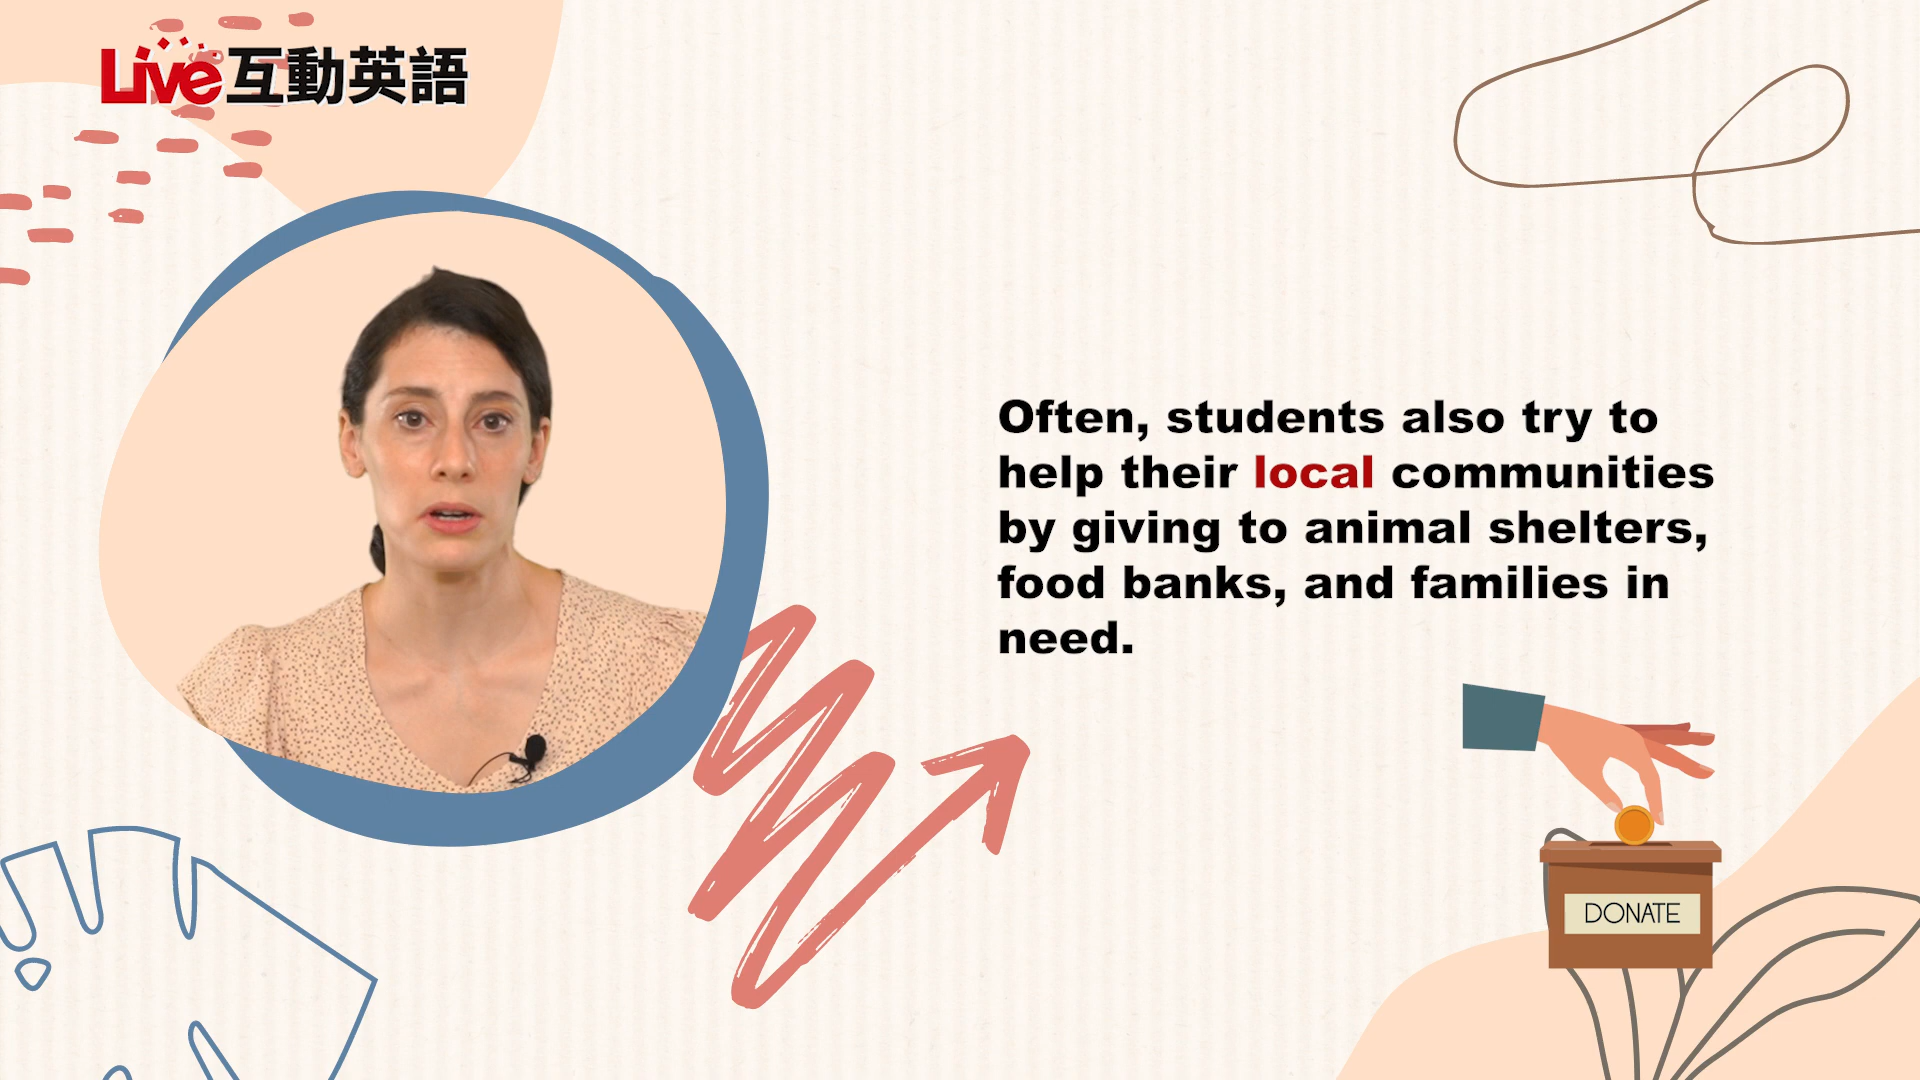 Live互動英語
Often, students also try to
help their local communities
by giving to animal shelters,
food banks, and families in
need.
DONATE